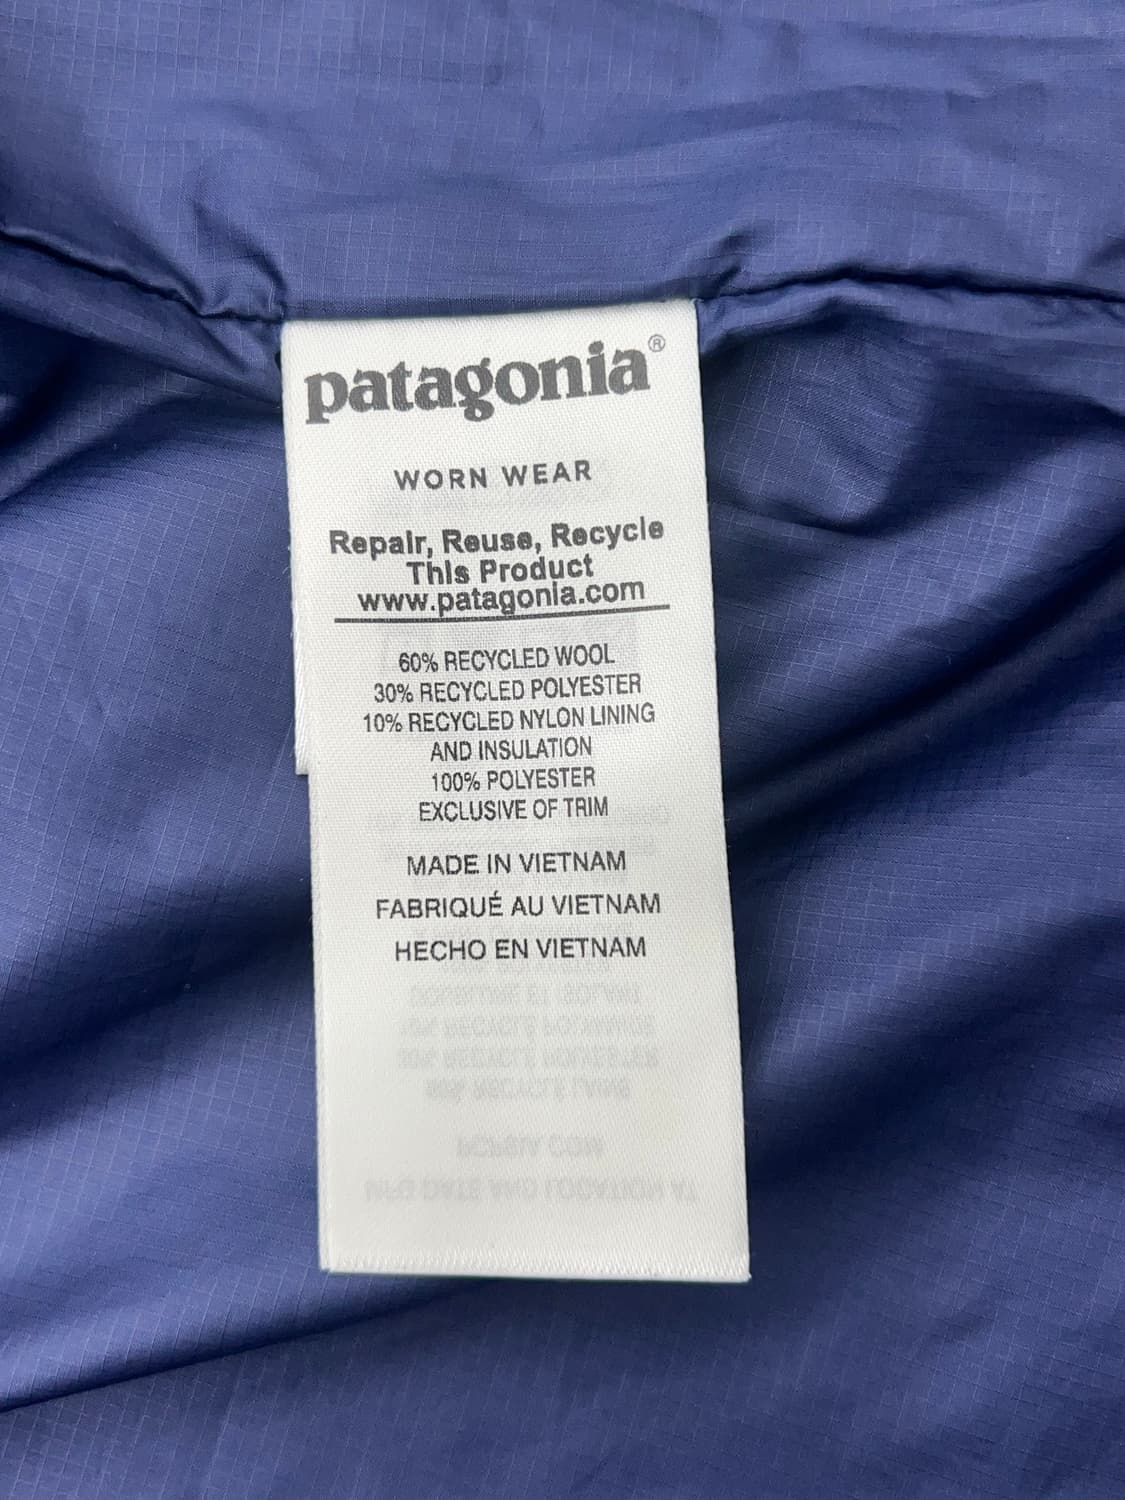 patagonia®
WORN WEAR
Repair, Reuse, Recycle
This Product
www.patagonia.com
60% RECYCLED WOOL
30% RECYCLED POLYESTER
10% RECYCLED NYLON LINING
AND INSULATION
100% POLYESTER
EXCLUSIVE OF TRIM
MADE IN VIETNAM
FABRIQUÉ AU VIETNAM
HECHO EN VIETNAM